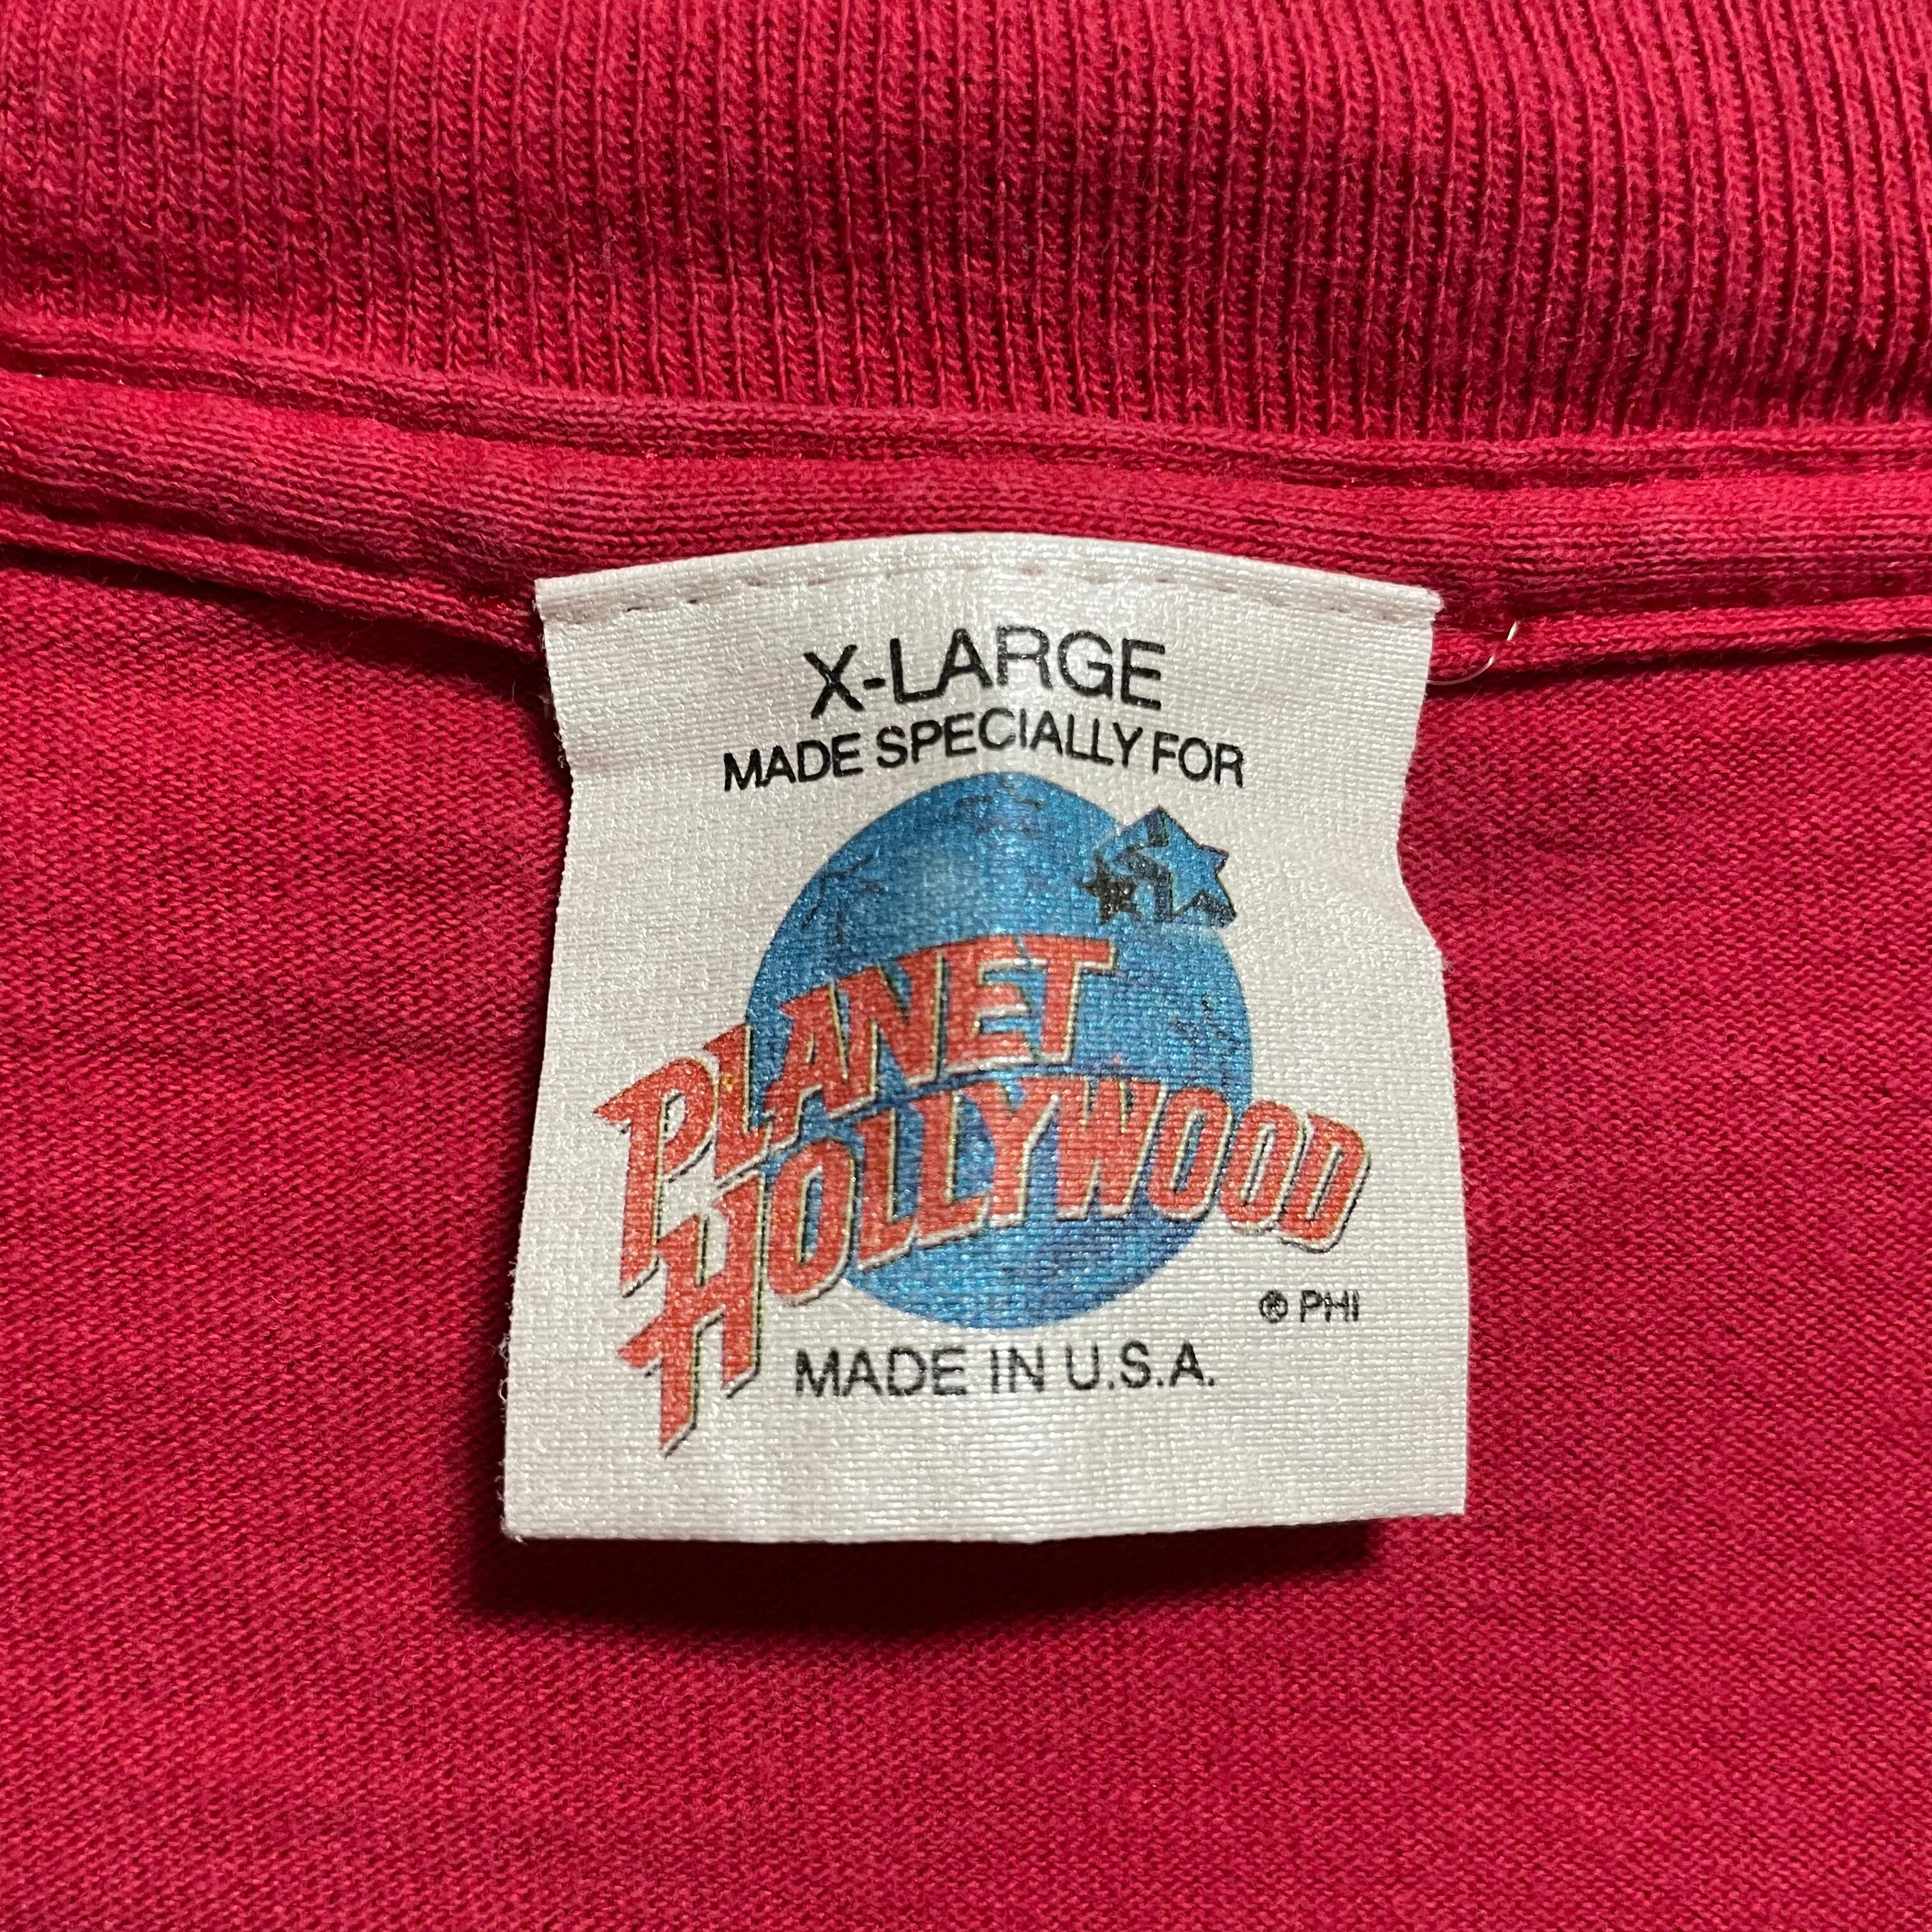 X-LARGE
MADE SPECIALLY FOR
PLANET
HOLLYWOOD
® PHI
MADE IN U.S.A.